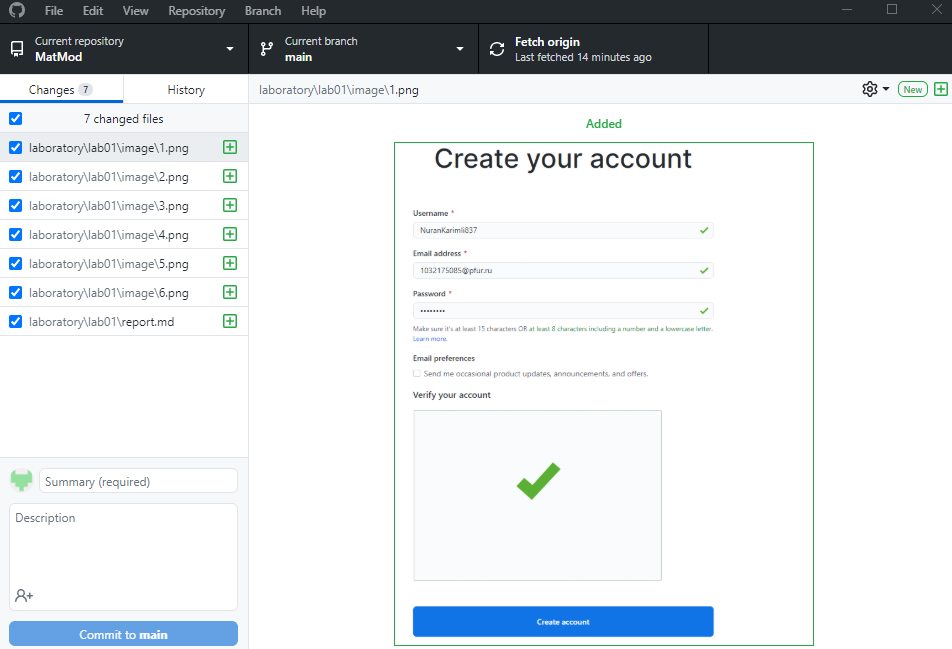 File Edit View Repository Branch Help
Current repository
MatMod
Current branch
main
Fetch origin
Last fetched 14 minutes ago
Changes 7
History
laboratory\lab01\image\1.png
New
7 changed files
laboratory\lab01\image\1.png
laboratory\lab01\image\2.png
laboratory\lab01\image\3.png
laboratory\lab01\image\4.png
laboratory\lab01\image\5.png
laboratory\lab01\image\6.png
laboratory\lab01\report.md
Summary (required)
Description
Commit to main
Added
Create your account
Username *
NuranKarimli837
Email address *
1032175085@pfur.ru
Password *
••••••••
Make sure it's at least 15 characters OR at least 8 characters including a number and a lowercase letter.
Learn more.
Email preferences
Send me occasional product updates, announcements, and offers.
Verify your account
Create account